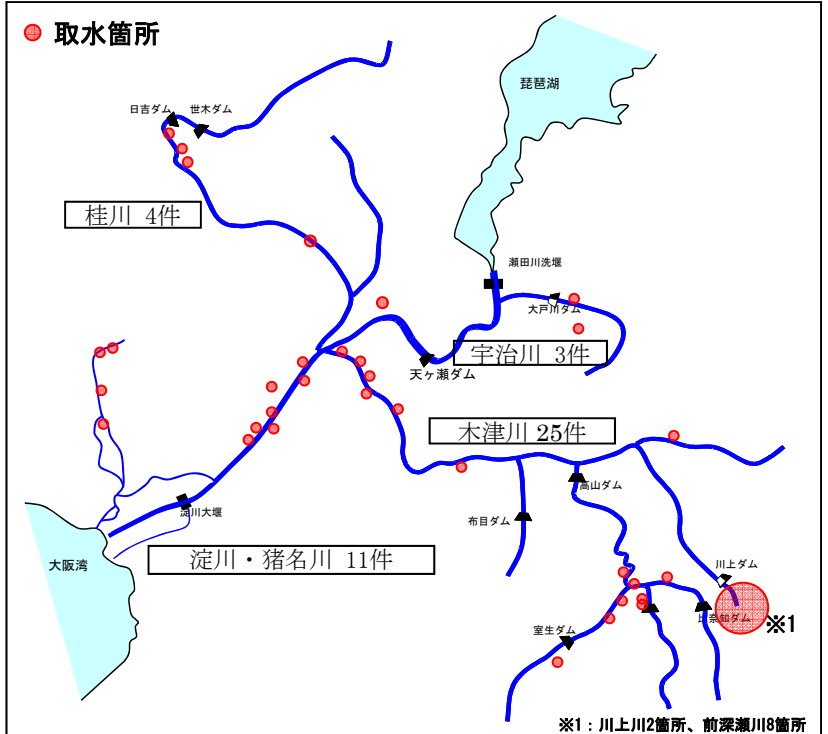 取水箇所
琵琶湖
日吉ダム
世木ダム
桂川 4件
瀬田川洗堰
大戸川ダム
宇治川 3件
天ヶ瀬ダム
木津川 25件
高山ダム
布目ダム
淀川大堰
大阪湾
淀川・猪名川 11件
川上ダム
比奈知ダム
※1
室生ダム
※1：川上川2箇所、前深瀬川8箇所